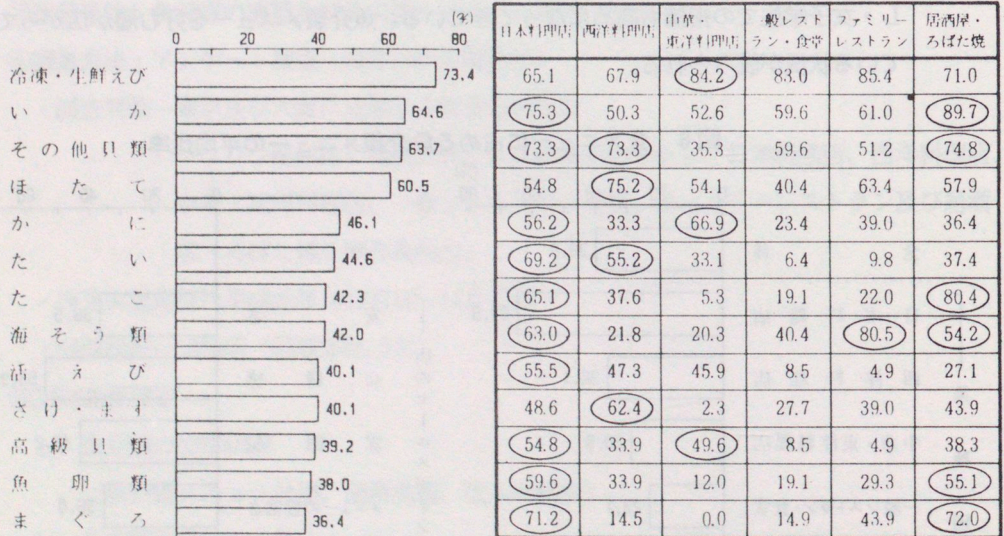 (%)
0 20 40 60 80
日本料理店 西洋料理店 中華・東洋料理店 一般レストラン・食堂 ファミリーレストラン 居酒屋・ろばた焼
冷凍・生鮮えび 73.4 65.1 67.9 84.2 83.0 85.4 71.0
いか 64.6 75.3 50.3 52.6 59.6 61.0 89.7
その他貝類 63.7 73.3 73.3 35.3 59.6 51.2 74.8
ほたて 60.5 54.8 75.2 54.1 40.4 63.4 57.9
かに 46.1 56.2 33.3 66.9 23.4 39.0 36.4
たい 44.6 69.2 55.2 33.1 6.4 9.8 37.4
たこ 42.3 65.1 37.6 5.3 19.1 22.0 80.4
海そう類 42.0 63.0 21.8 20.3 40.4 80.5 54.2
活えび 40.1 55.5 47.3 45.9 8.5 4.9 27.1
さけ・ます 40.1 48.6 62.4 2.3 27.7 39.0 43.9
高級貝類 39.2 54.8 33.9 49.6 8.5 4.9 38.3
魚卵類 38.0 59.6 33.9 12.0 19.1 29.3 55.1
まぐろ 36.4 71.2 14.5 0.0 14.9 43.9 72.0